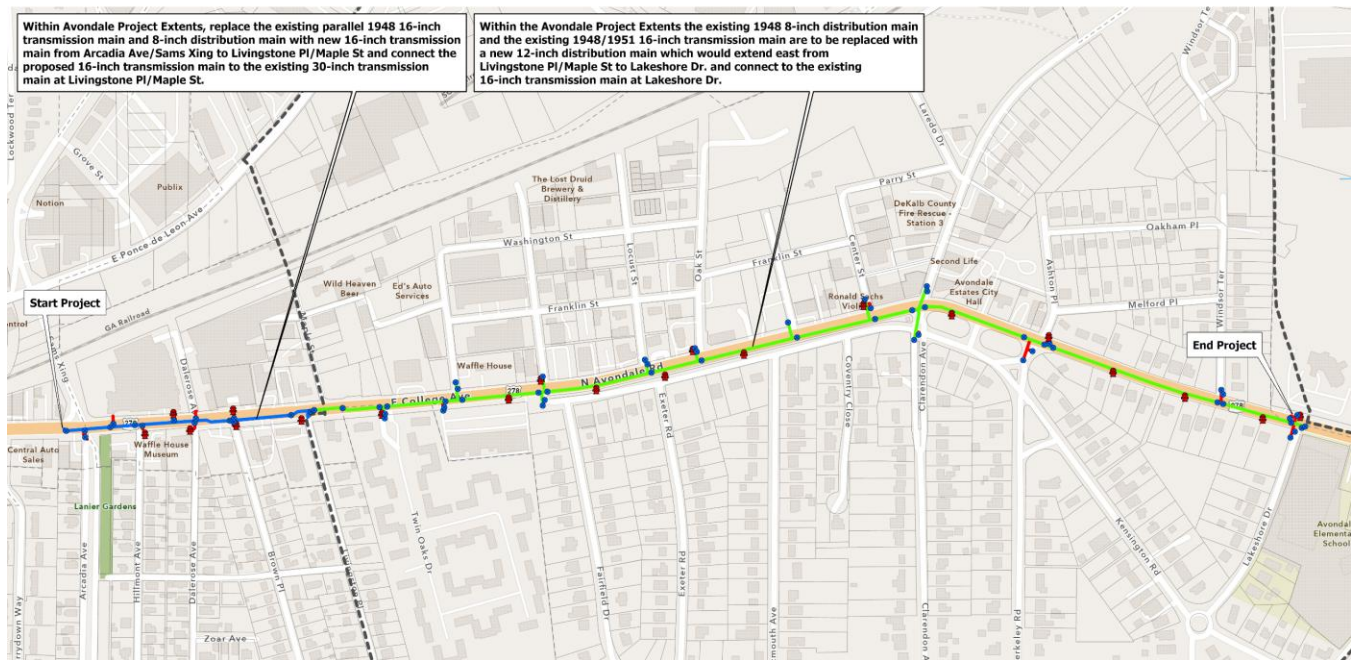 Within Avondale Project Extents, replace the existing parallel 1948 16-inch
transmission main and 8-inch distribution main with new 16-inch transmission
main from Arcadia Ave/Sams Xing to Livingstone Pl/Maple St and connect the
proposed 16-inch transmission main to the existing 30-inch transmission
main at Livingstone Pl/Maple St.
Within the Avondale Project Extents the existing 1948 8-inch distribution main
and the existing 1948/1951 16-inch transmission main are to be replaced with
a new 12-inch distribution main which would extend east from
Livingstone Pl/Maple St to Lakeshore Dr. and connect to the existing
16-inch transmission main at Lakeshore Dr.
Lockwood Ter
Windsor Ter
Laredo Dr
Grove St
Publix
Notion
E Ponce de Leon Ave
The Lost Druid
Brewery &
Distillery
Parry St
DeKalb County
Fire Rescue -
Station 3
Washington St
Locust St
Oak St
Franklin St
Center St
Second Life
Ashton Pl
Oakham Pl
Windsor Ter
Wild Heaven
Beer
Ed's Auto
Services
Avondale
Estates City
Hall
Melford Pl
Start Project
GA Railroad
Franklin St
Sams Xing
Dalerose A
Waffle House
N Avondale Rd
278
E College Ave
End Project
278
278
Central Auto
Sales
Waffle House
Museum
Lanier Gardens
Arcadia Ave
Hillmont Ave
Dalerose Ave
Brown Pl
Twin Oaks Dr
Fairfield Dr
Exeter Rd
Exeter Rd
Coventry Close
Clarendon Ave
Kensington Rd
Lakeshore Dr
Avondal
Elementa
School
rrydown Way
Zoar Ave
mouth Ave
erkeley Rd